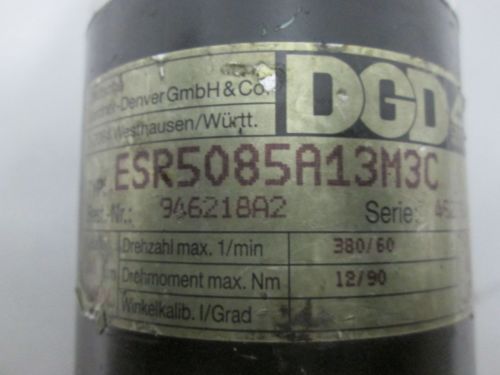 -Denver GmbH & Co.
DGD
Westhausen/Württ.
ESR5085A13M3C
-Nr.: 946218A2 Serie:
Drehzahl max. 1/min 380/60
Drehmoment max. Nm 12/90
Winkelkalib. I/Grad